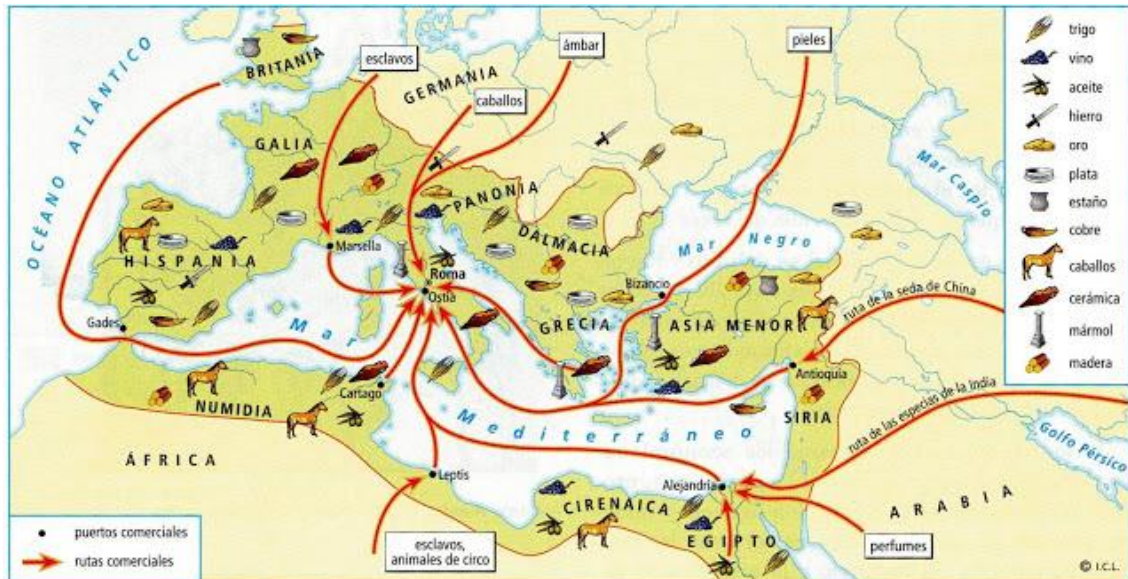 OCÉANO ATLÁNTICO
BRITANIA
esclavos
ámbar
pieles
GERMANIA
caballos
GALIA
PANONIA
DALMACIA
Mar Negro
Mar Caspio
HISPANIA
Marsella
Roma
Ostia
Bizancio
GRECIA
ASIA MENOR
ruta de la seda de China
Gades
Mar
Mediterráneo
Cartago
Antioquía
NUMIDIA
SIRIA
ruta de las especias de la India
Golfo Pérsico
ÁFRICA
Leptis
Alejandría
CIRENAICA
EGIPTO
ARABIA
esclavos,
animales de circo
perfumes
trigo
vino
aceite
hierro
oro
plata
estaño
cobre
caballos
cerámica
mármol
madera
puertos comerciales
rutas comerciales
© I.C.L.